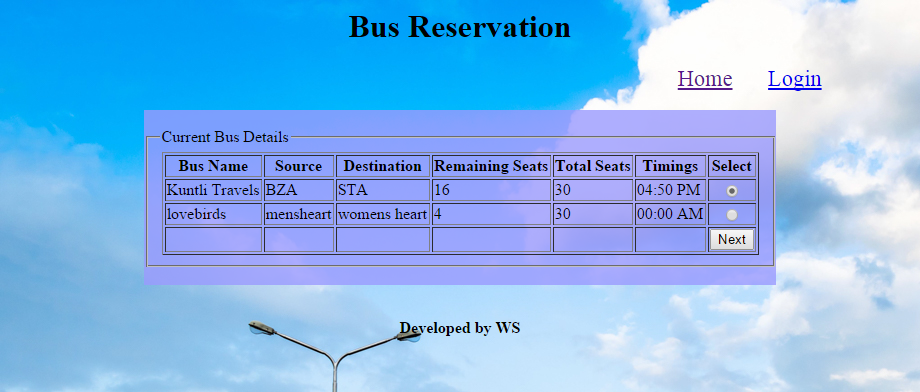 Bus Reservation
Home Login
Current Bus Details
Bus Name Source Destination Remaining Seats Total Seats Timings Select
Kuntli Travels BZA STA 16 30 04:50 PM
lovebirds mensheart womens heart 4 30 00:00 AM
Next
Developed by WS